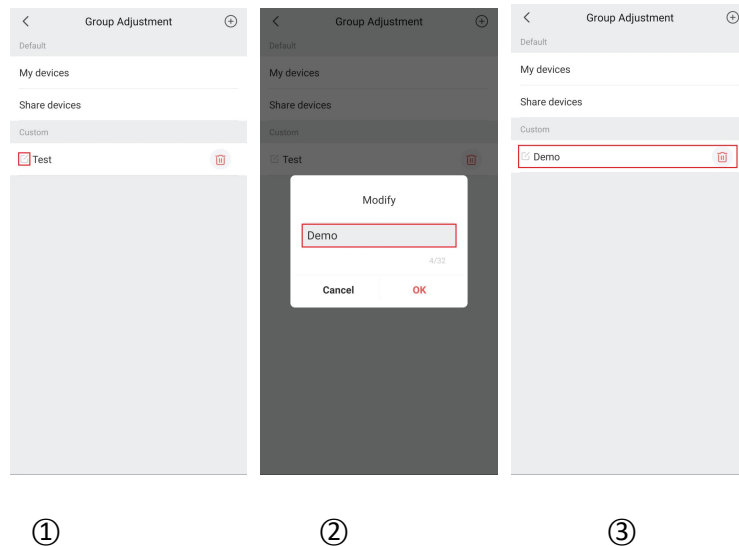 Group Adjustment
Default
My devices
Share devices
Custom
Test
Group Adjustment
Default
My devices
Share devices
Custom
Test
Modify
Demo
4/32
Cancel OK
Group Adjustment
Default
My devices
Share devices
Custom
Demo
① ② ③